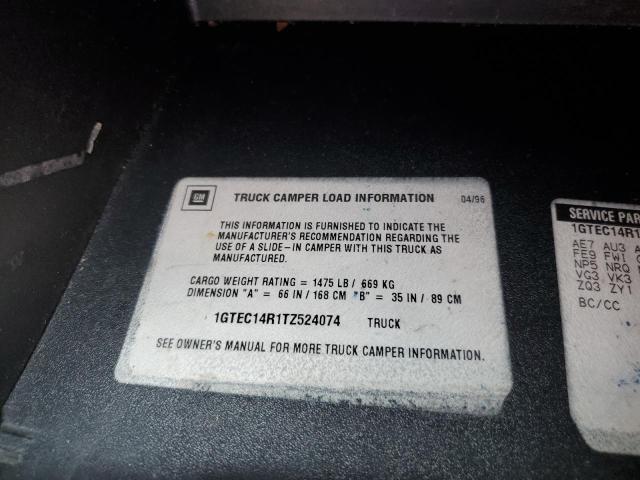 GM
TRUCK CAMPER LOAD INFORMATION 04/96
THIS INFORMATION IS FURNISHED TO INDICATE THE
MANUFACTURER'S RECOMMENDATION REGARDING THE
USE OF A SLIDE–IN CAMPER WITH THIS TRUCK AS
MANUFACTURED.
CARGO WEIGHT RATING = 1475 LB / 669 KG
DIMENSION "A" = 66 IN / 168 CM "B" = 35 IN / 89 CM
1GTEC14R1TZ524074 TRUCK
SEE OWNER'S MANUAL FOR MORE TRUCK CAMPER INFORMATION.
SERVICE PAR
1GTEC14R1
AE7 AU3 A
FE9 FWI
NP5 NRQ
VG3 VK3
ZQ3 ZY1
BC/CC